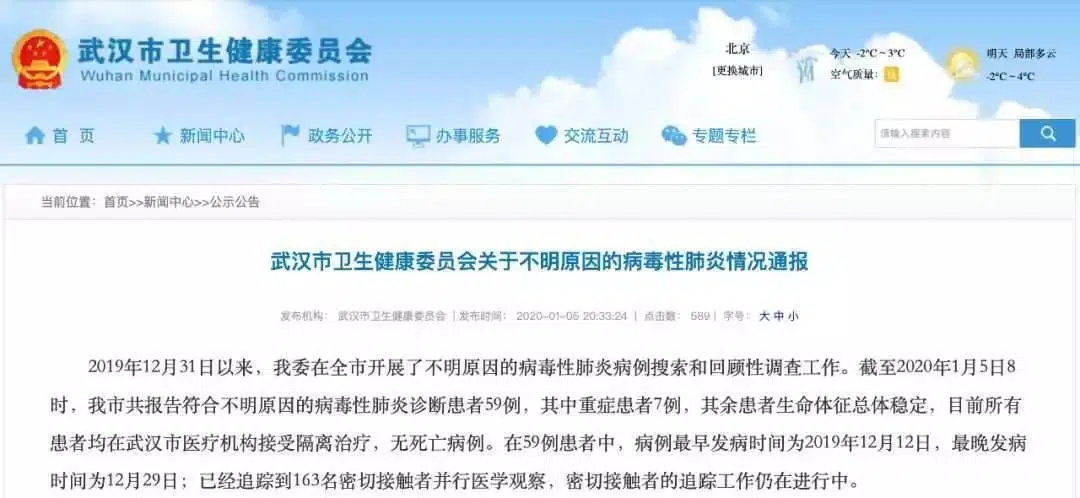 武汉市卫生健康委员会
Wuhan Municipal Health Commission
北京
[更换城市]
今天 -2℃~3℃
空气质量:
明天 局部多云
-2℃~4℃
首 页
新闻中心
政务公开
办事服务
交流互动
专题专栏
请输入搜索内容
当前位置: 首页>>新闻中心>>公示公告
武汉市卫生健康委员会关于不明原因的病毒性肺炎情况通报
发布机构: 武汉市卫生健康委员会 | 发布时间: 2020-01-05 20:33:24 | 点击数: 589 | 字号: 大 中 小
2019年12月31日以来，我委在全市开展了不明原因的病毒性肺炎病例搜索和回顾性调查工作。截至2020年1月5日8
时，我市共报告符合不明原因的病毒性肺炎诊断患者59例，其中重症患者7例，其余患者生命体征总体稳定，目前所有
患者均在武汉市医疗机构接受隔离治疗，无死亡病例。在59例患者中，病例最早发病时间为2019年12月12日，最晚发病
时间为12月29日；已经追踪到163名密切接触者并行医学观察，密切接触者的追踪工作仍在进行中。